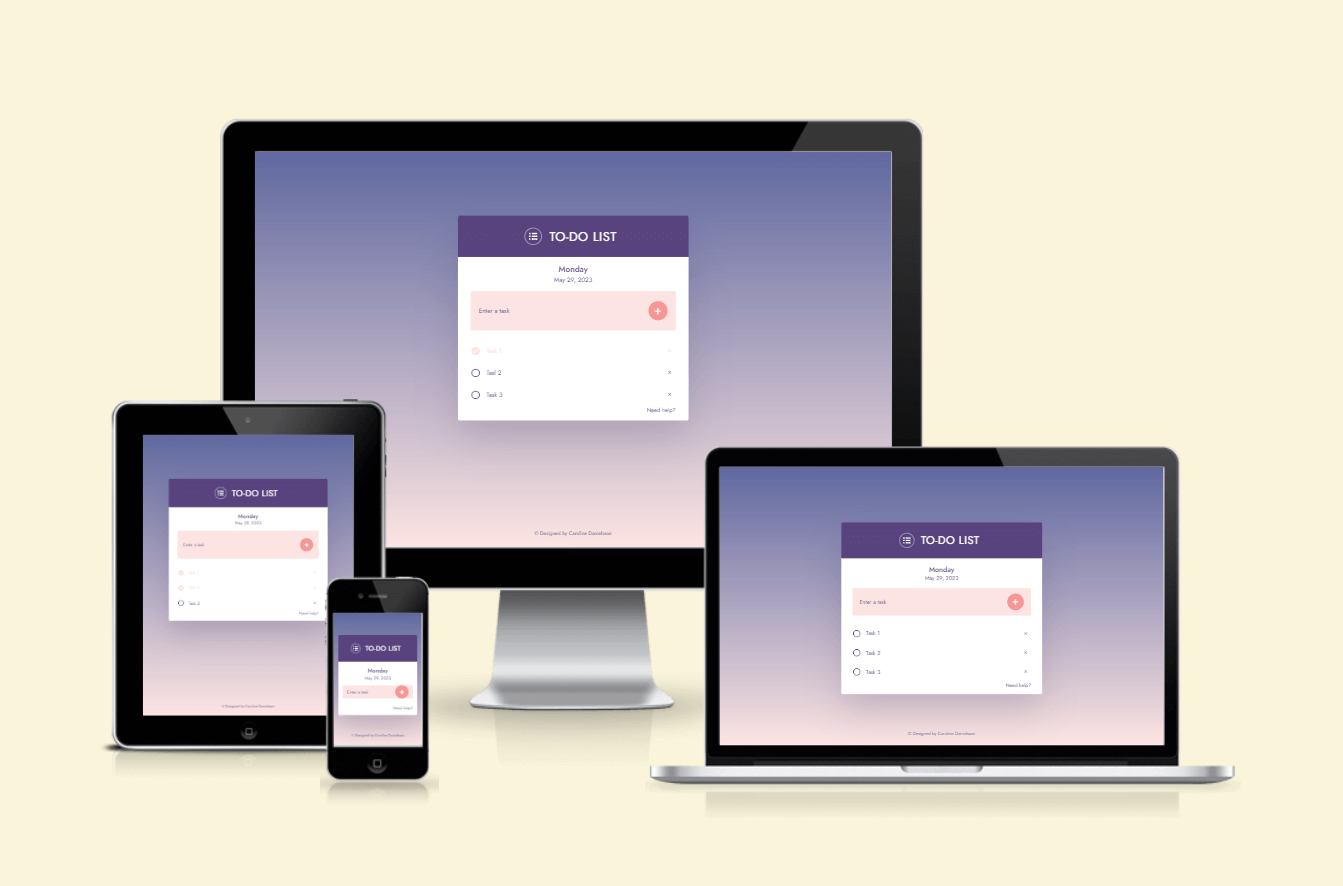 TO-DO LIST
Monday
May 29, 2023
Enter a task
+
Task 1
×
Tasl 2
×
Task 3
×
Need help?
© Designed by Caroline Danielsson
TO-DO LIST
Monday
May 29, 2023
Enter a task
+
Task 1
Task 3
×
Need help?
© Designed by Caroline Danielsson
TO-DO LIST
Monday
May 29, 2023
Enter a task
+
Need help?
© Designed by Caroline Danielsson
TO-DO LIST
Monday
May 29, 2023
Enter a task
+
Task 1
×
Task 2
×
Task 3
×
Need help?
© Designed by Caroline Danielsson